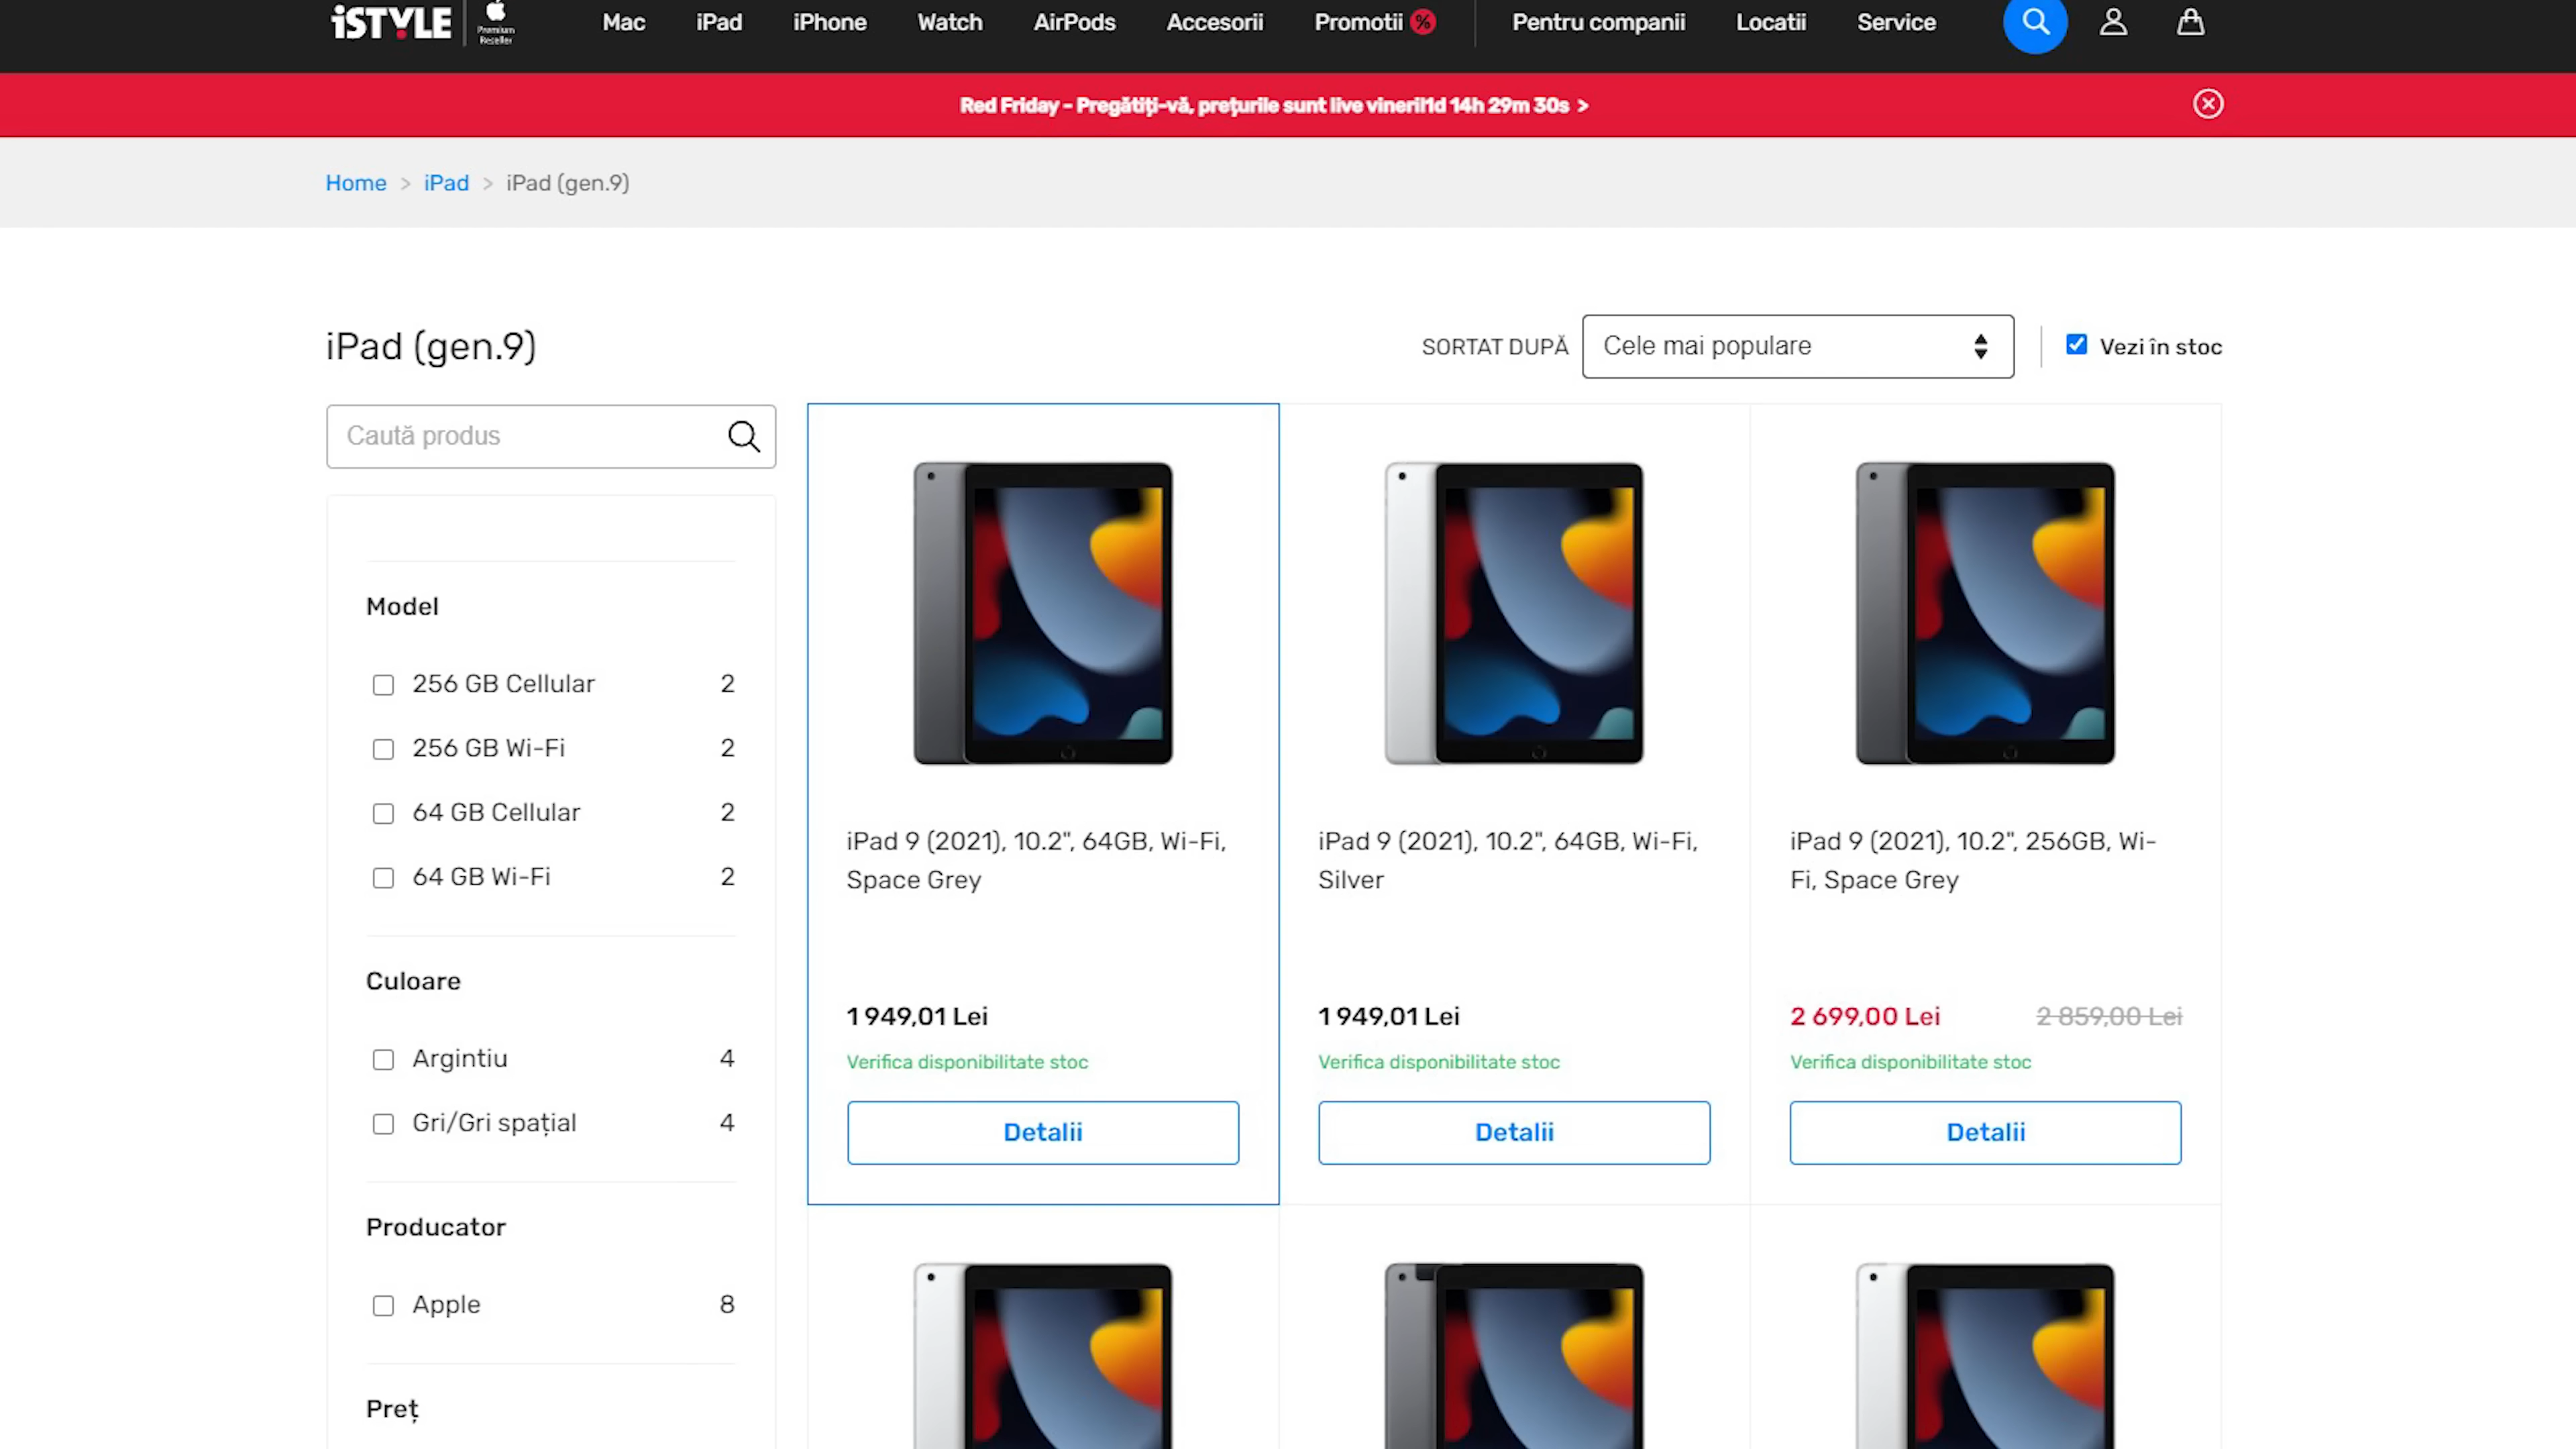 iSTYLE
Premium
Reseller
Mac
iPad
iPhone
Watch
AirPods
Accesorii
Promotii %
Pentru companii
Locatii
Service
Red Friday - Pregătiți-vă, prețurile sunt live vineri!1d 14h 29m 30s >
Home > iPad > iPad (gen.9)
iPad (gen.9)
SORTAT DUPĂ
Cele mai populare
Vezi în stoc
Caută produs
Model
256 GB Cellular 2
256 GB Wi-Fi 2
64 GB Cellular 2
64 GB Wi-Fi 2
Culoare
Argintiu 4
Gri/Gri spațial 4
Producator
Apple 8
Preț
iPad 9 (2021), 10.2", 64GB, Wi-Fi,
Space Grey
1 949,01 Lei
Verifica disponibilitate stoc
Detalii
iPad 9 (2021), 10.2", 64GB, Wi-Fi,
Silver
1 949,01 Lei
Verifica disponibilitate stoc
Detalii
iPad 9 (2021), 10.2", 256GB, Wi-
Fi, Space Grey
2 699,00 Lei 2 859,00 Lei
Verifica disponibilitate stoc
Detalii